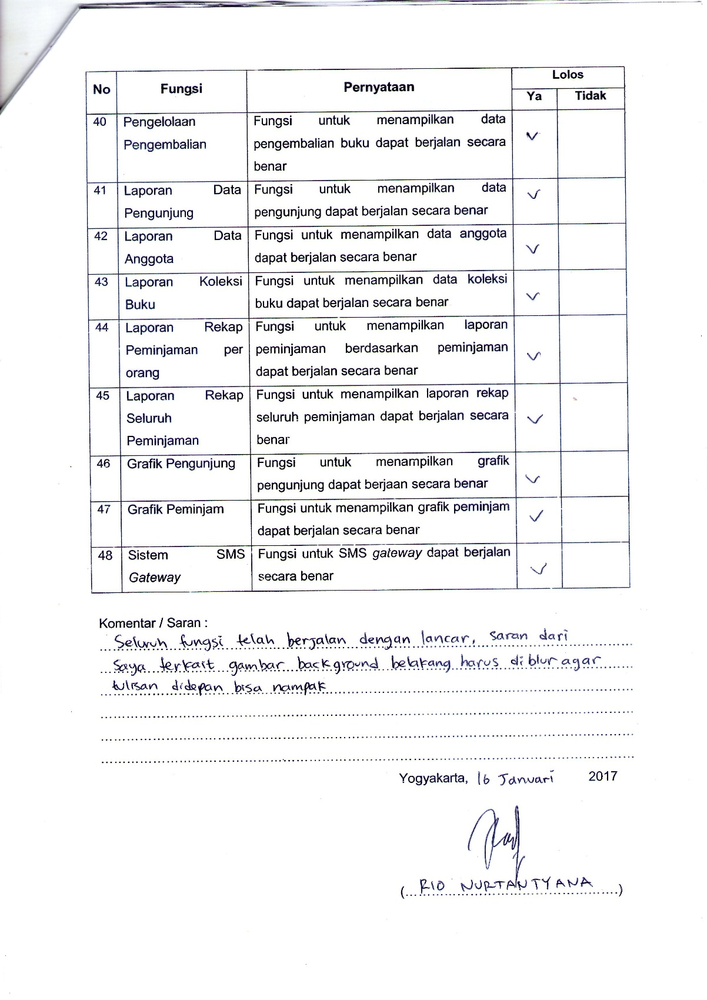 No Fungsi Pernyataan Lolos
Ya Tidak
40 Pengelolaan Fungsi untuk menampilkan data
Pengembalian pengembalian buku dapat berjalan secara
benar
41 Laporan Data Fungsi untuk menampilkan data
Pengunjung pengunjung dapat berjalan secara benar
42 Laporan Data Fungsi untuk menampilkan data anggota
Anggota dapat berjalan secara benar
43 Laporan Koleksi Fungsi untuk menampilkan data koleksi
Buku buku dapat berjalan secara benar
44 Laporan Rekap Fungsi untuk menampilkan laporan
Peminjaman per peminjaman berdasarkan peminjaman
orang dapat berjalan secara benar
45 Laporan Rekap Fungsi untuk menampilkan laporan rekap
Seluruh seluruh peminjaman dapat berjalan secara
Peminjaman benar
46 Grafik Pengunjung Fungsi untuk menampilkan grafik
pengunjung dapat berjaan secara benar
47 Grafik Peminjam Fungsi untuk menampilkan grafik peminjam
dapat berjalan secara benar
48 Sistem SMS Fungsi untuk SMS gateway dapat berjalan
Gateway secara benar
Komentar / Saran :
Seluruh fungsi telah berjalan dengan lancar, saran dari
Saya terkait gambar background belakang harus di blur agar
tulisan didepan bisa nampak
Yogyakarta, 16 Januari 2017
(RIO NURTANTYANA)